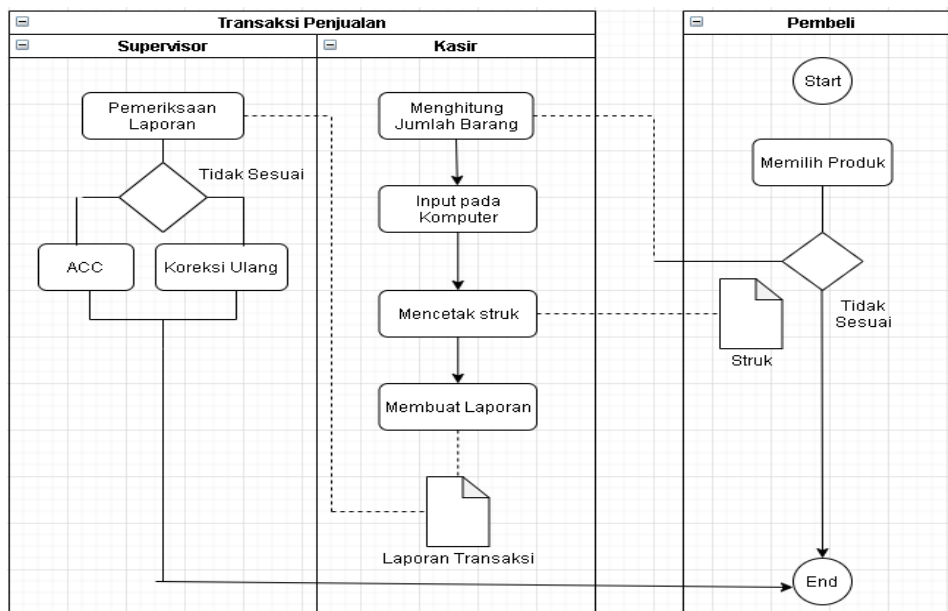 Transaksi Penjualan
Pembeli
Supervisor
Kasir
Start
Pemeriksaan
Laporan
Menghitung
Jumlah Barang
Memilih Produk
Tidak Sesuai
Input pada
Komputer
ACC
Koreksi Ulang
Tidak
Sesuai
Mencetak struk
Struk
Membuat Laporan
Laporan Transaksi
End